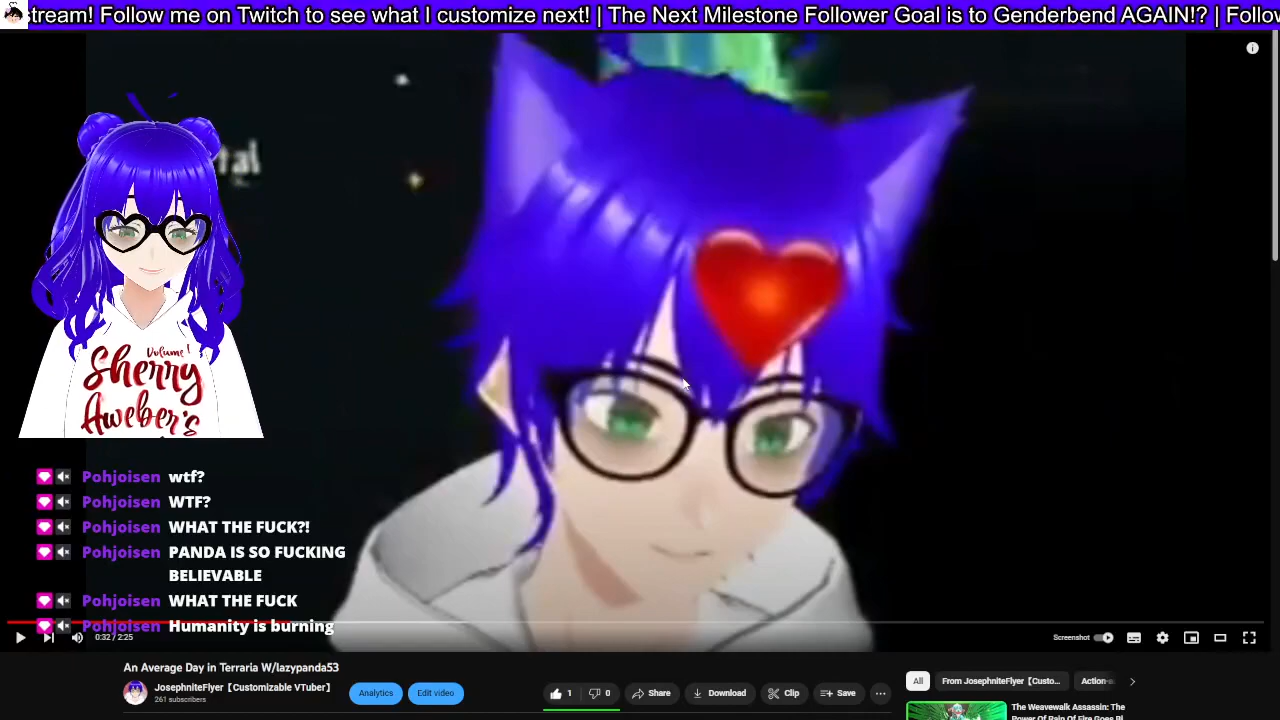 stream! Follow me on Twitch to see what I customize next! | The Next Milestone Follower Goal is to Genderbend AGAIN!? | Follow
tal
Volume 1
Sherry
Aweber's
Pohjoisen wtf?
Pohjoisen WTF?
Pohjoisen WHAT THE FUCK?!
Pohjoisen PANDA IS SO FUCKING
BELIEVABLE
Pohjoisen WHAT THE FUCK
Pohjoisen Humanity is burning
0:32 / 2:25
Screenshot
An Average Day in Terraria W/lazypanda53
JosephniteFlyer【Customizable VTuber】
261 subscribers
Analytics
Edit video
1
0
Share
Download
Clip
Save
All
From JosephniteFlyer【Custo...
Action
The Weavewalk Assassin: The
Power Of Rain Of Fire Goes Bl